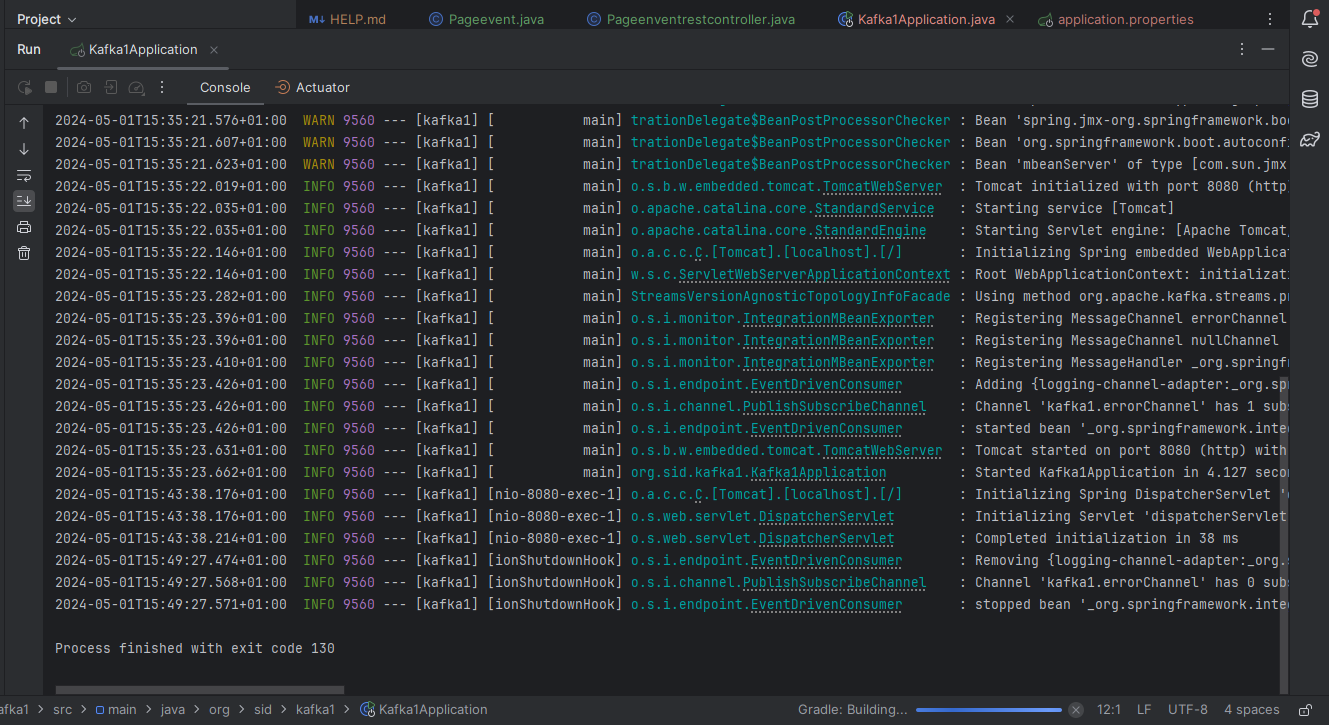 Project
HELP.md
Pageevent.java
Pageenventrestcontroller.java
Kafka1Application.java
application.properties
Run
Kafka1Application
Console
Actuator
2024-05-01T15:35:21.576+01:00 WARN 9560 --- [kafka1] [ main] trationDelegate$BeanPostProcessorChecker : Bean 'spring.jmx-org.springframework.boo
2024-05-01T15:35:21.607+01:00 WARN 9560 --- [kafka1] [ main] trationDelegate$BeanPostProcessorChecker : Bean 'org.springframework.boot.autoconfi
2024-05-01T15:35:21.623+01:00 WARN 9560 --- [kafka1] [ main] trationDelegate$BeanPostProcessorChecker : Bean 'mbeanServer' of type [com.sun.jmx
2024-05-01T15:35:22.019+01:00 INFO 9560 --- [kafka1] [ main] o.s.b.w.embedded.tomcat.TomcatWebServer : Tomcat initialized with port 8080 (http)
2024-05-01T15:35:22.035+01:00 INFO 9560 --- [kafka1] [ main] o.apache.catalina.core.StandardService : Starting service [Tomcat]
2024-05-01T15:35:22.035+01:00 INFO 9560 --- [kafka1] [ main] o.apache.catalina.core.StandardEngine : Starting Servlet engine: [Apache Tomcat/
2024-05-01T15:35:22.146+01:00 INFO 9560 --- [kafka1] [ main] o.a.c.c.C.[Tomcat].[localhost].[/] : Initializing Spring embedded WebApplicat
2024-05-01T15:35:22.146+01:00 INFO 9560 --- [kafka1] [ main] w.s.c.ServletWebServerApplicationContext : Root WebApplicationContext: initializati
2024-05-01T15:35:23.282+01:00 INFO 9560 --- [kafka1] [ main] StreamsVersionAgnosticTopologyInfoFacade : Using method org.apache.kafka.streams.pr
2024-05-01T15:35:23.396+01:00 INFO 9560 --- [kafka1] [ main] o.s.i.monitor.IntegrationMBeanExporter : Registering MessageChannel errorChannel
2024-05-01T15:35:23.396+01:00 INFO 9560 --- [kafka1] [ main] o.s.i.monitor.IntegrationMBeanExporter : Registering MessageChannel nullChannel
2024-05-01T15:35:23.410+01:00 INFO 9560 --- [kafka1] [ main] o.s.i.monitor.IntegrationMBeanExporter : Registering MessageHandler _org.springfr
2024-05-01T15:35:23.426+01:00 INFO 9560 --- [kafka1] [ main] o.s.i.endpoint.EventDrivenConsumer : Adding {logging-channel-adapter:_org.spr
2024-05-01T15:35:23.426+01:00 INFO 9560 --- [kafka1] [ main] o.s.i.channel.PublishSubscribeChannel : Channel 'kafka1.errorChannel' has 1 subs
2024-05-01T15:35:23.426+01:00 INFO 9560 --- [kafka1] [ main] o.s.i.endpoint.EventDrivenConsumer : started bean '_org.springframework.inte
2024-05-01T15:35:23.631+01:00 INFO 9560 --- [kafka1] [ main] o.s.b.w.embedded.tomcat.TomcatWebServer : Tomcat started on port 8080 (http) with
2024-05-01T15:35:23.662+01:00 INFO 9560 --- [kafka1] [ main] org.sid.kafka1.Kafka1Application : Started Kafka1Application in 4.127 secon
2024-05-01T15:43:38.176+01:00 INFO 9560 --- [kafka1] [nio-8080-exec-1] o.a.c.c.C.[Tomcat].[localhost].[/] : Initializing Spring DispatcherServlet 'd
2024-05-01T15:43:38.176+01:00 INFO 9560 --- [kafka1] [nio-8080-exec-1] o.s.web.servlet.DispatcherServlet : Initializing Servlet 'dispatcherServlet'
2024-05-01T15:43:38.214+01:00 INFO 9560 --- [kafka1] [nio-8080-exec-1] o.s.web.servlet.DispatcherServlet : Completed initialization in 38 ms
2024-05-01T15:49:27.474+01:00 INFO 9560 --- [kafka1] [ionShutdownHook] o.s.i.endpoint.EventDrivenConsumer : Removing {logging-channel-adapter:_org.s
2024-05-01T15:49:27.568+01:00 INFO 9560 --- [kafka1] [ionShutdownHook] o.s.i.channel.PublishSubscribeChannel : Channel 'kafka1.errorChannel' has 0 subs
2024-05-01T15:49:27.571+01:00 INFO 9560 --- [kafka1] [ionShutdownHook] o.s.i.endpoint.EventDrivenConsumer : stopped bean '_org.springframework.inte
Process finished with exit code 130
afka1 > src > main > java > org > sid > kafka1 > Kafka1Application
Gradle: Building...
12:1 LF UTF-8 4 spaces